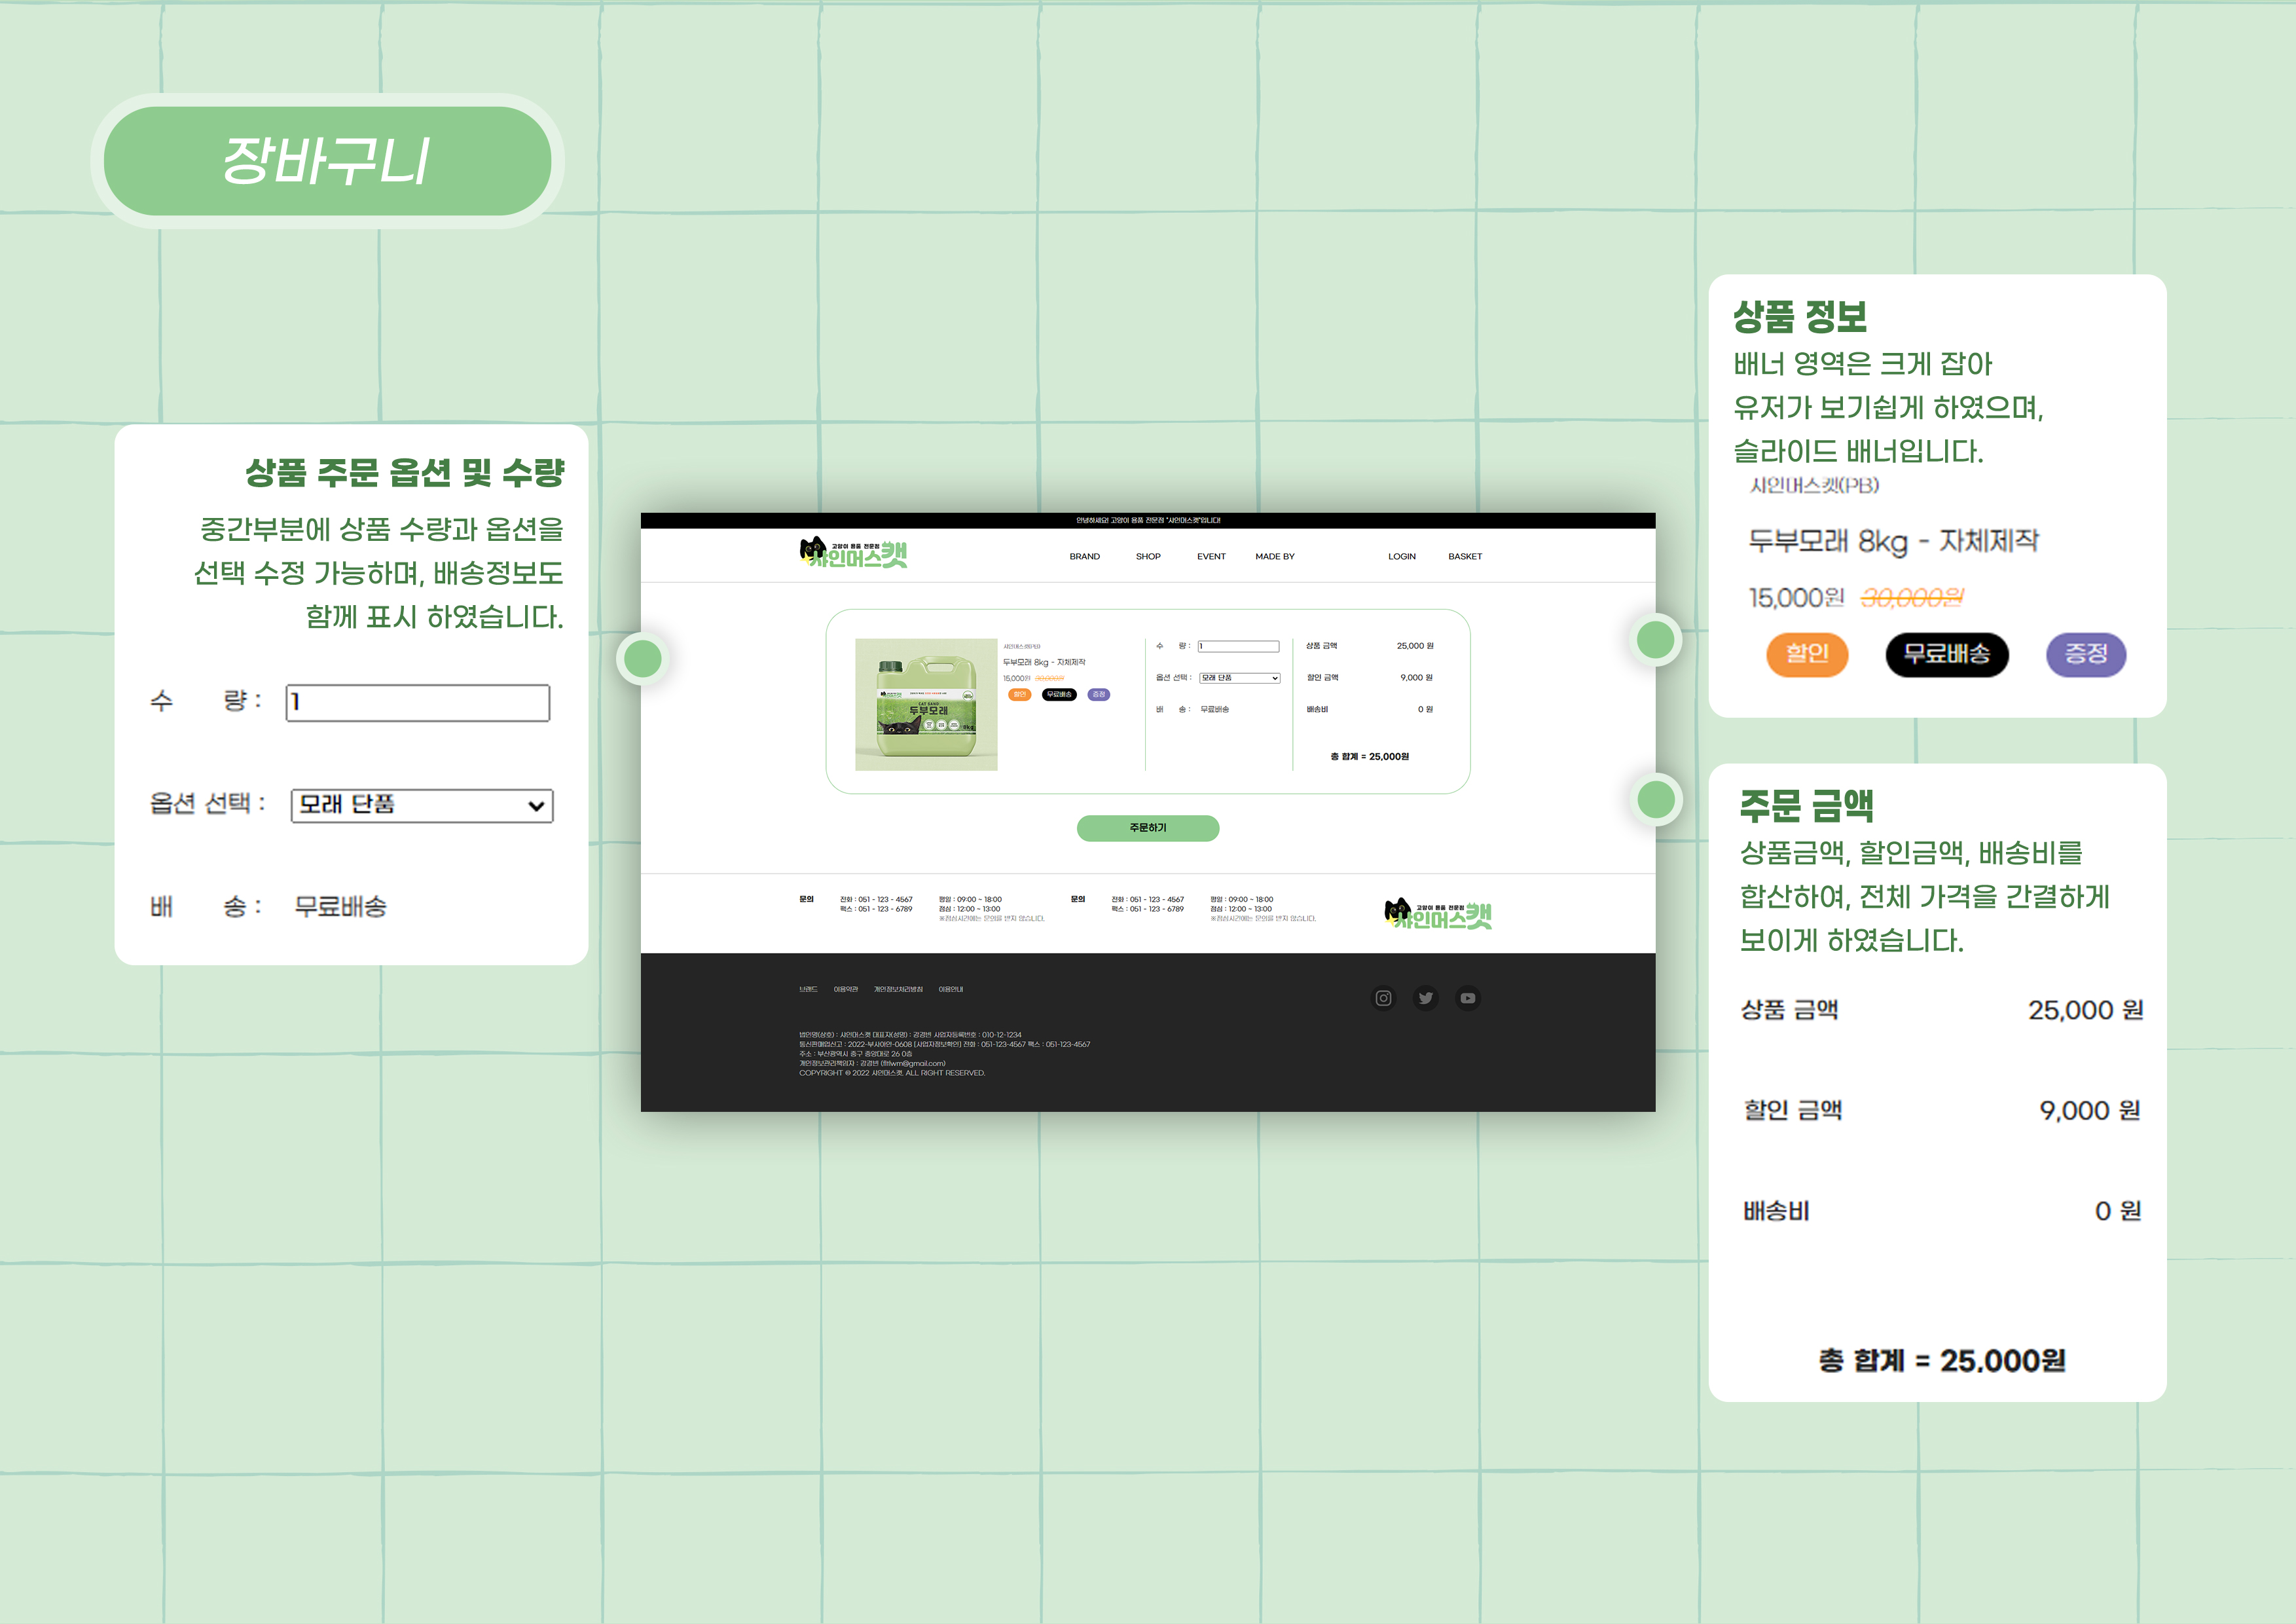 장바구니
상품 주문 옵션 및 수량
중간부분에 상품 수량과 옵션을
선택 수정 가능하며, 배송정보도
함께 표시 하였습니다.
수 량 : 1
옵션 선택 : 모래 단품
배 송 : 무료배송
안녕하세요! 고양이 용품 전문점 "샤인머스캣"입니다!
고양이 용품 전문점
샤인머스캣
BRAND SHOP EVENT MADE BY LOGIN BASKET
CAT SAND
두부모래
8kg
샤인머스캣(PB)
두부모래 8kg - 자체제작
15,000원 30,000원
할인 무료배송 증정
수 량 : 1
옵션 선택 : 모래 단품
배 송 : 무료배송
상품 금액 25,000 원
할인 금액 9,000 원
배송비 0 원
총 합계 = 25,000원
주문하기
문의 전화 : 051 - 123 - 4567 평일 : 09:00 ~ 18:00
팩스 : 051 - 123 - 6789 점심 : 12:00 ~ 13:00
※점심시간에는 문의를 받지 않습니다.
문의 전화 : 051 - 123 - 4567 평일 : 09:00 ~ 18:00
팩스 : 051 - 123 - 6789 점심 : 12:00 ~ 13:00
※점심시간에는 문의를 받지 않습니다.
고양이 용품 전문점
샤인머스캣
브랜드 이용약관 개인정보처리방침 이용안내
법인명(상호) : 샤인머스캣 대표자(성명) : 김경빈 사업자등록번호 : 010-12-1234
통신판매업신고 : 2022-부사아인-0608 [사업자정보확인] 전화 : 051-123-4567 팩스 : 051-123-4567
주소 : 부산광역시 중구 중앙대로 26 0층
개인정보관리책임자 : 김경빈
COPYRIGHT © 2022 샤인머스캣. ALL RIGHT RESERVED.
상품 정보
배너 영역은 크게 잡아
유저가 보기쉽게 하였으며,
슬라이드 배너입니다.
샤인머스캣(PB)
두부모래 8kg - 자체제작
15,000원 30,000원
할인 무료배송 증정
주문 금액
상품금액, 할인금액, 배송비를
합산하여, 전체 가격을 간결하게
보이게 하였습니다.
상품 금액 25,000 원
할인 금액 9,000 원
배송비 0 원
총 합계 = 25,000원